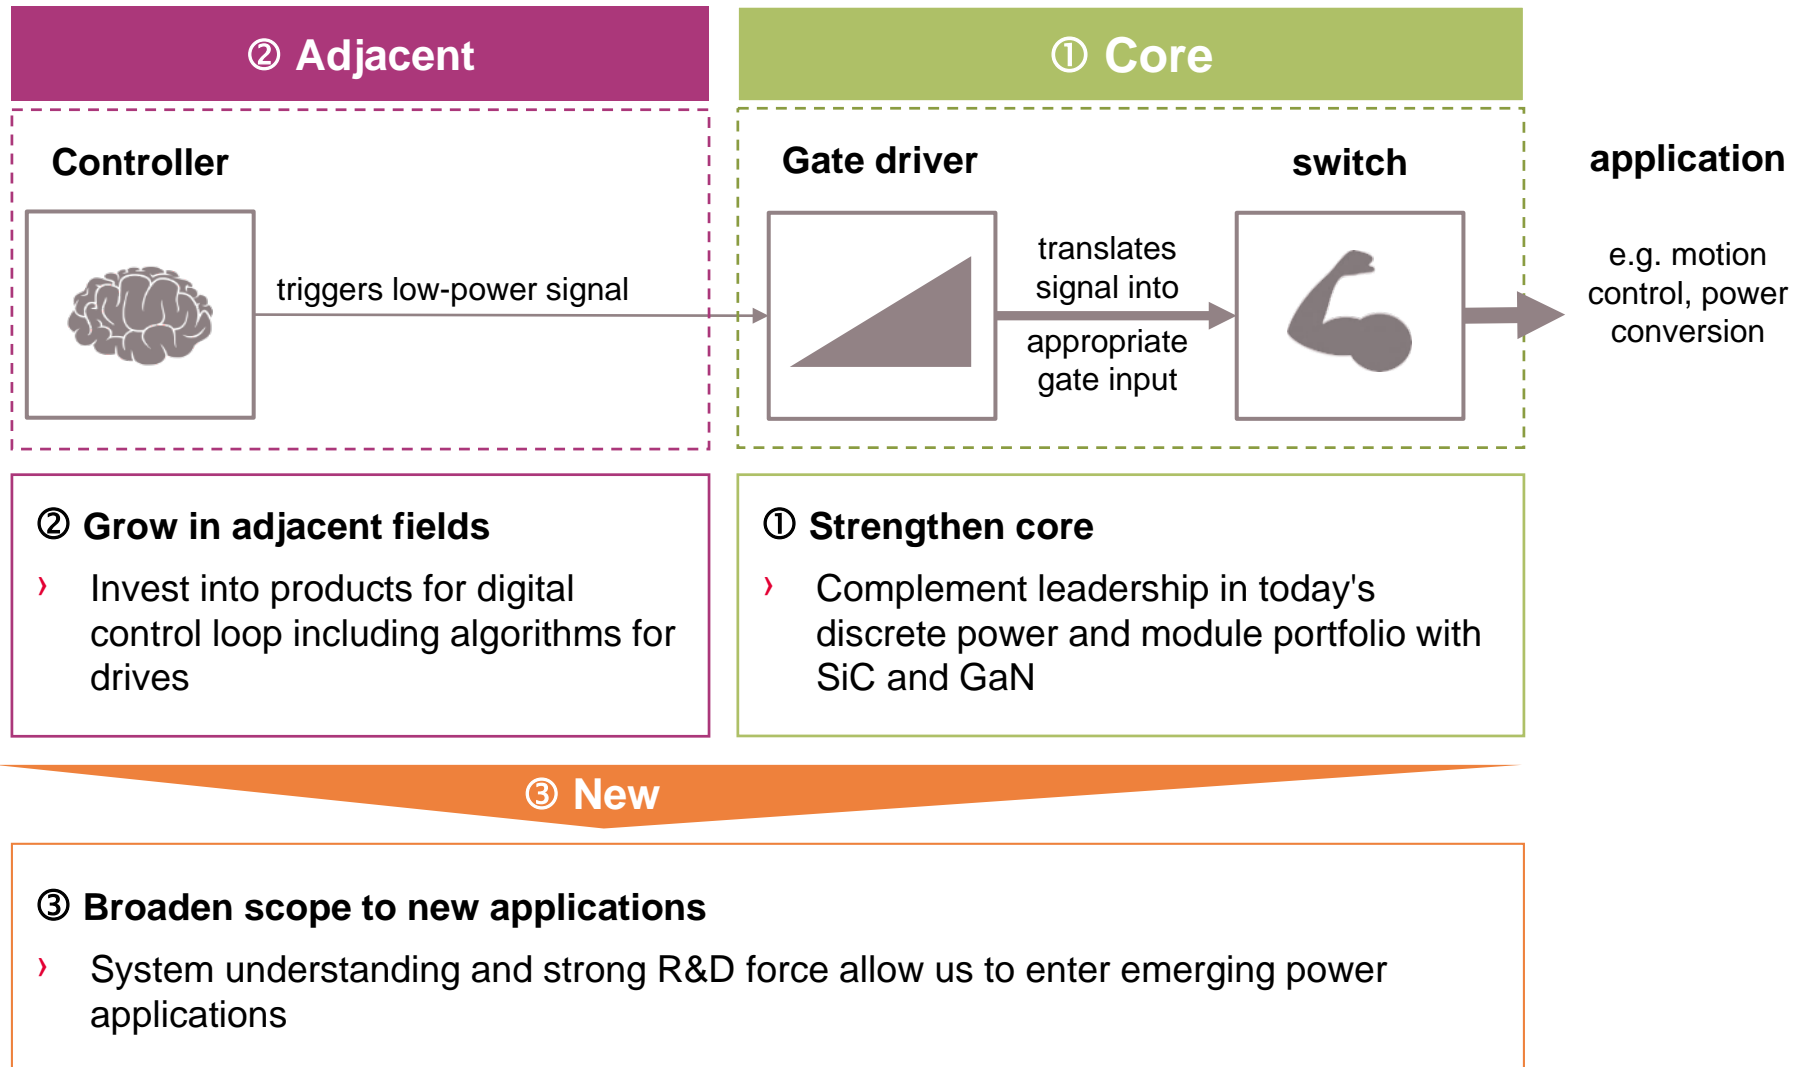 ② Adjacent
① Core
Controller
triggers low-power signal
Gate driver
translates
signal into
appropriate
gate input
switch
application
e.g. motion
control, power
conversion
② Grow in adjacent fields
› Invest into products for digital
control loop including algorithms for
drives
① Strengthen core
› Complement leadership in today's
discrete power and module portfolio with
SiC and GaN
③ New
③ Broaden scope to new applications
› System understanding and strong R&D force allow us to enter emerging power
applications